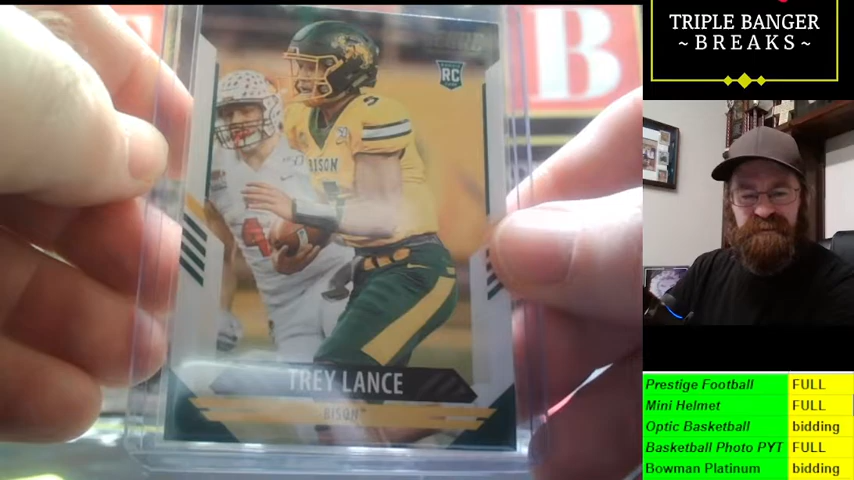 TRIPLE BANGER
~ BREAKS ~
RC
BISON
TREY LANCE
BISON
B
Prestige Football FULL
Mini Helmet FULL
Optic Basketball bidding
Basketball Photo PYT FULL
Bowman Platinum bidding